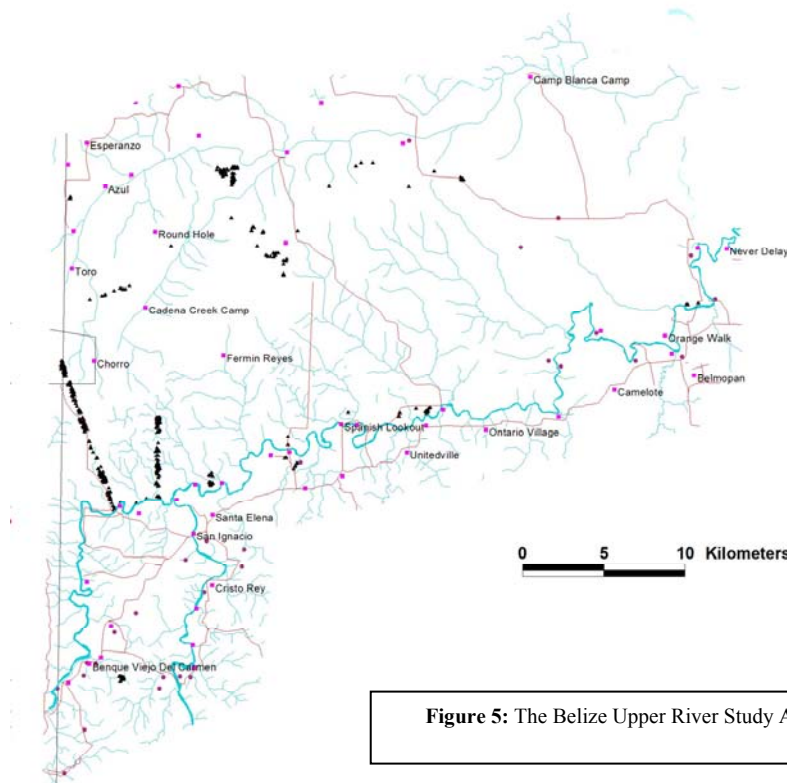 Camp Blanca Camp
Esperanzo
Azul
Round Hole
Never Delay
Toro
Cadena Creek Camp
Orange Walk
Chorro
Fermin Reyes
Belmopan
Camelote
Spanish Lookout
Ontario Village
Unitedville
Santa Elena
San Ignacio
0 5 10 Kilometers
Cristo Rey
Benque Viejo Del Carmen
Figure 5: The Belize Upper River Study A